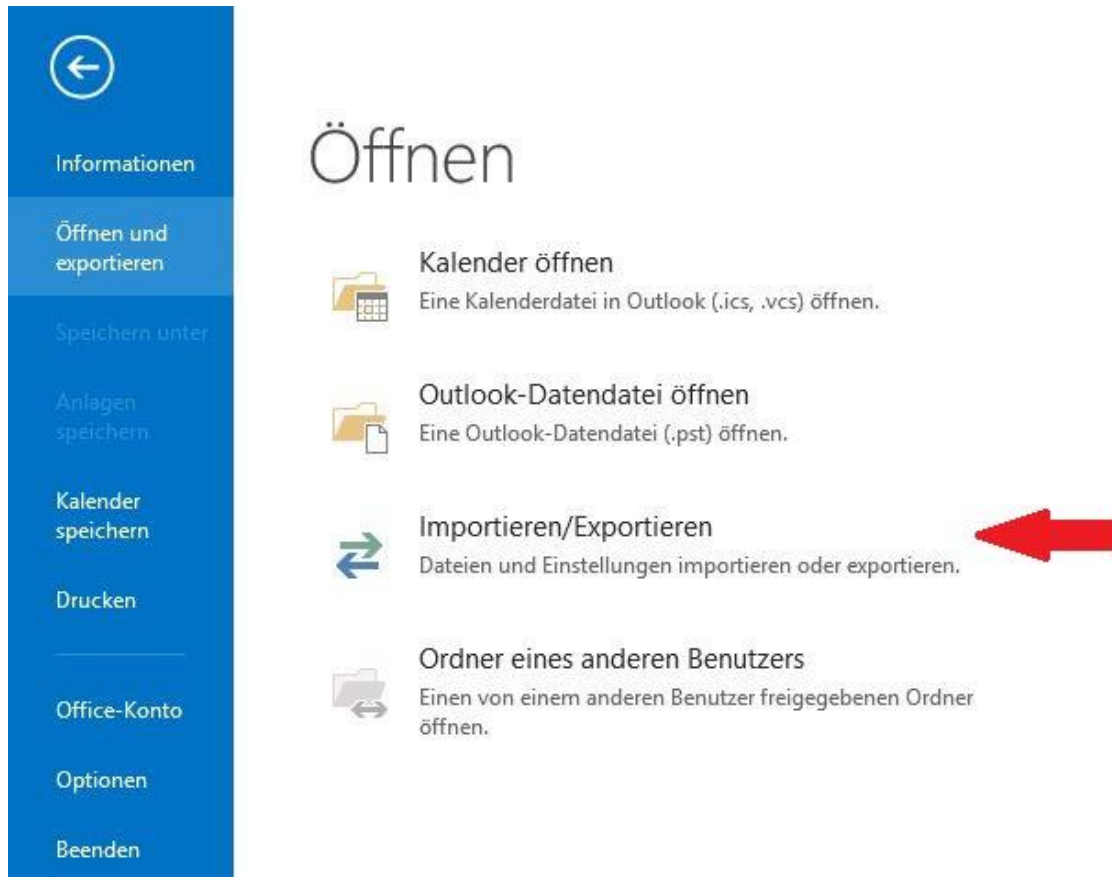 Informationen
Öffnen und
exportieren
Speichern unter
Anlagen
speichern
Kalender
speichern
Drucken
Office-Konto
Optionen
Beenden
Öffnen
Kalender öffnen
Eine Kalenderdatei in Outlook (.ics, .vcs) öffnen.
Outlook-Datendatei öffnen
Eine Outlook-Datendatei (.pst) öffnen.
Importieren/Exportieren
Dateien und Einstellungen importieren oder exportieren.
Ordner eines anderen Benutzers
Einen von einem anderen Benutzer freigegebenen Ordner
öffnen.